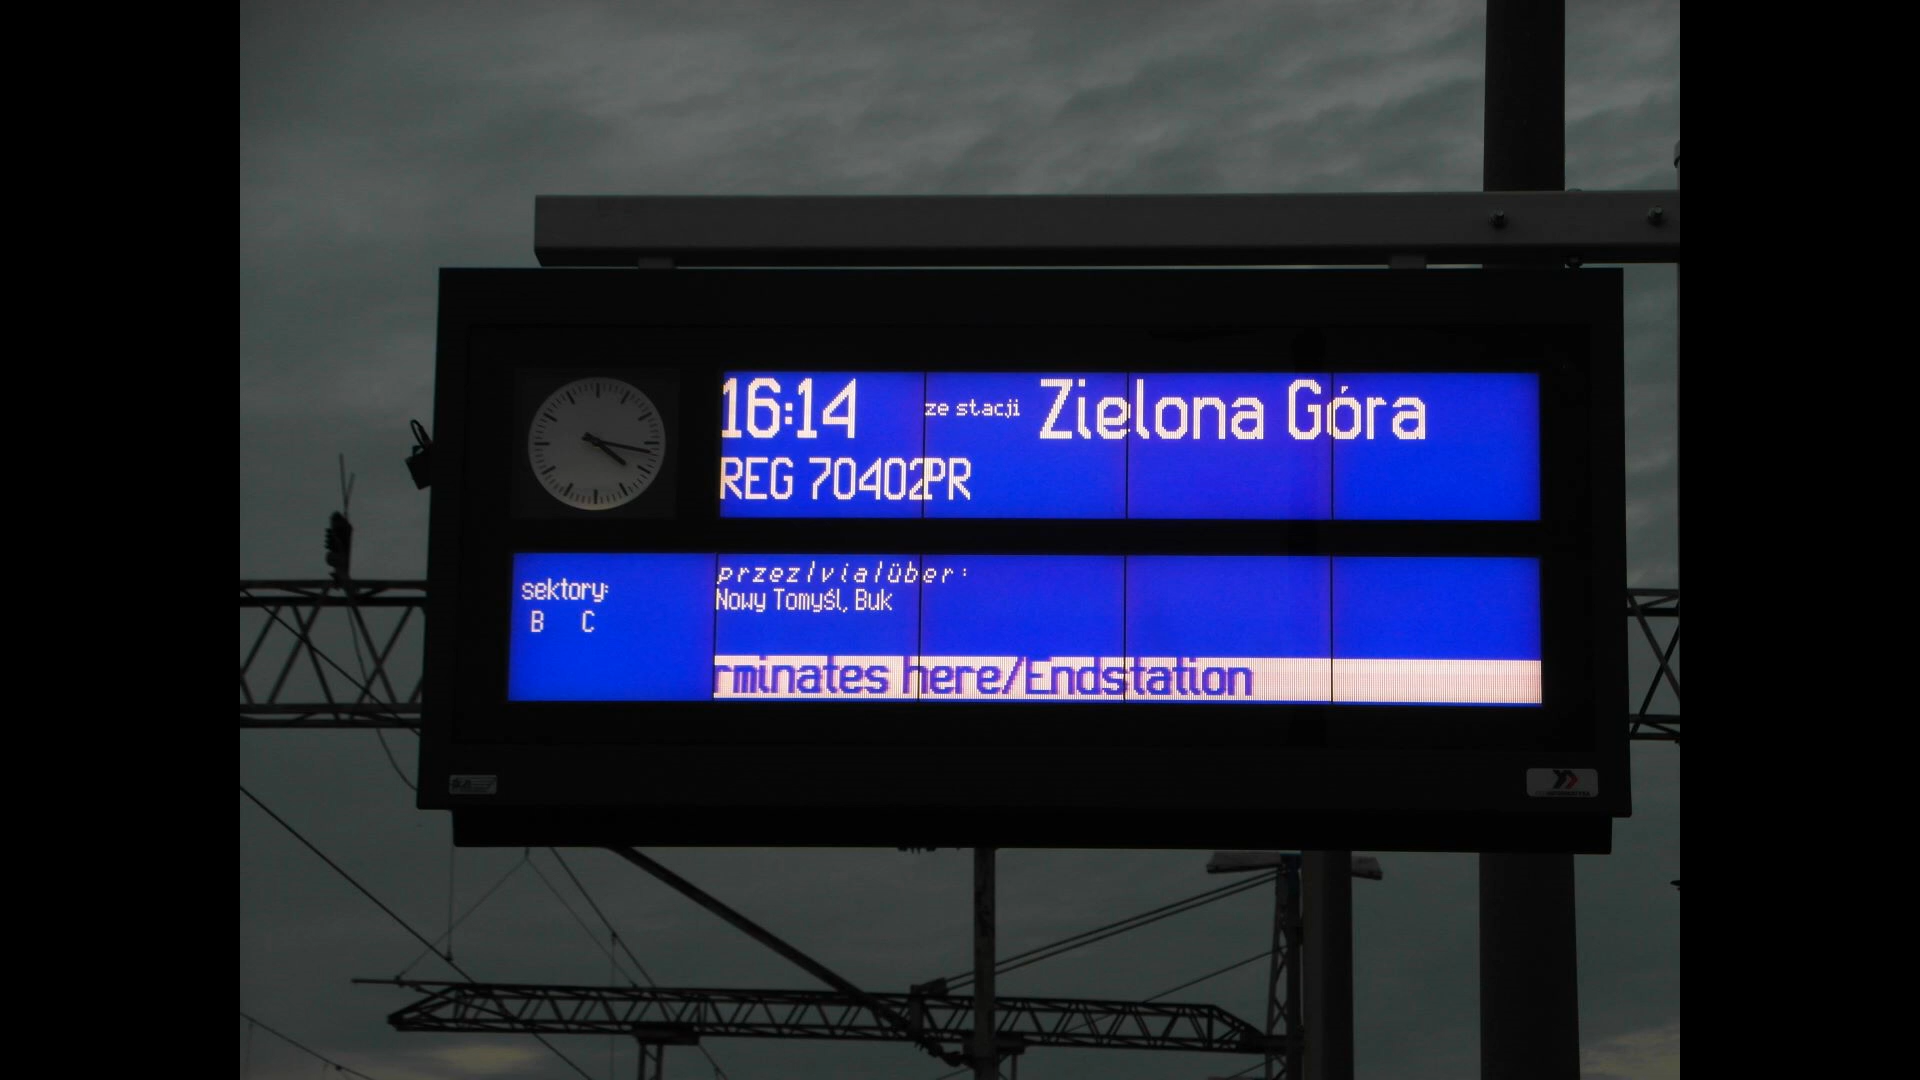 16:14 ze stacji Zielona Góra
REG 70402PR
sektory:
B C
przez/via/über:
Nowy Tomyśl, Buk
rminates here/Endstation